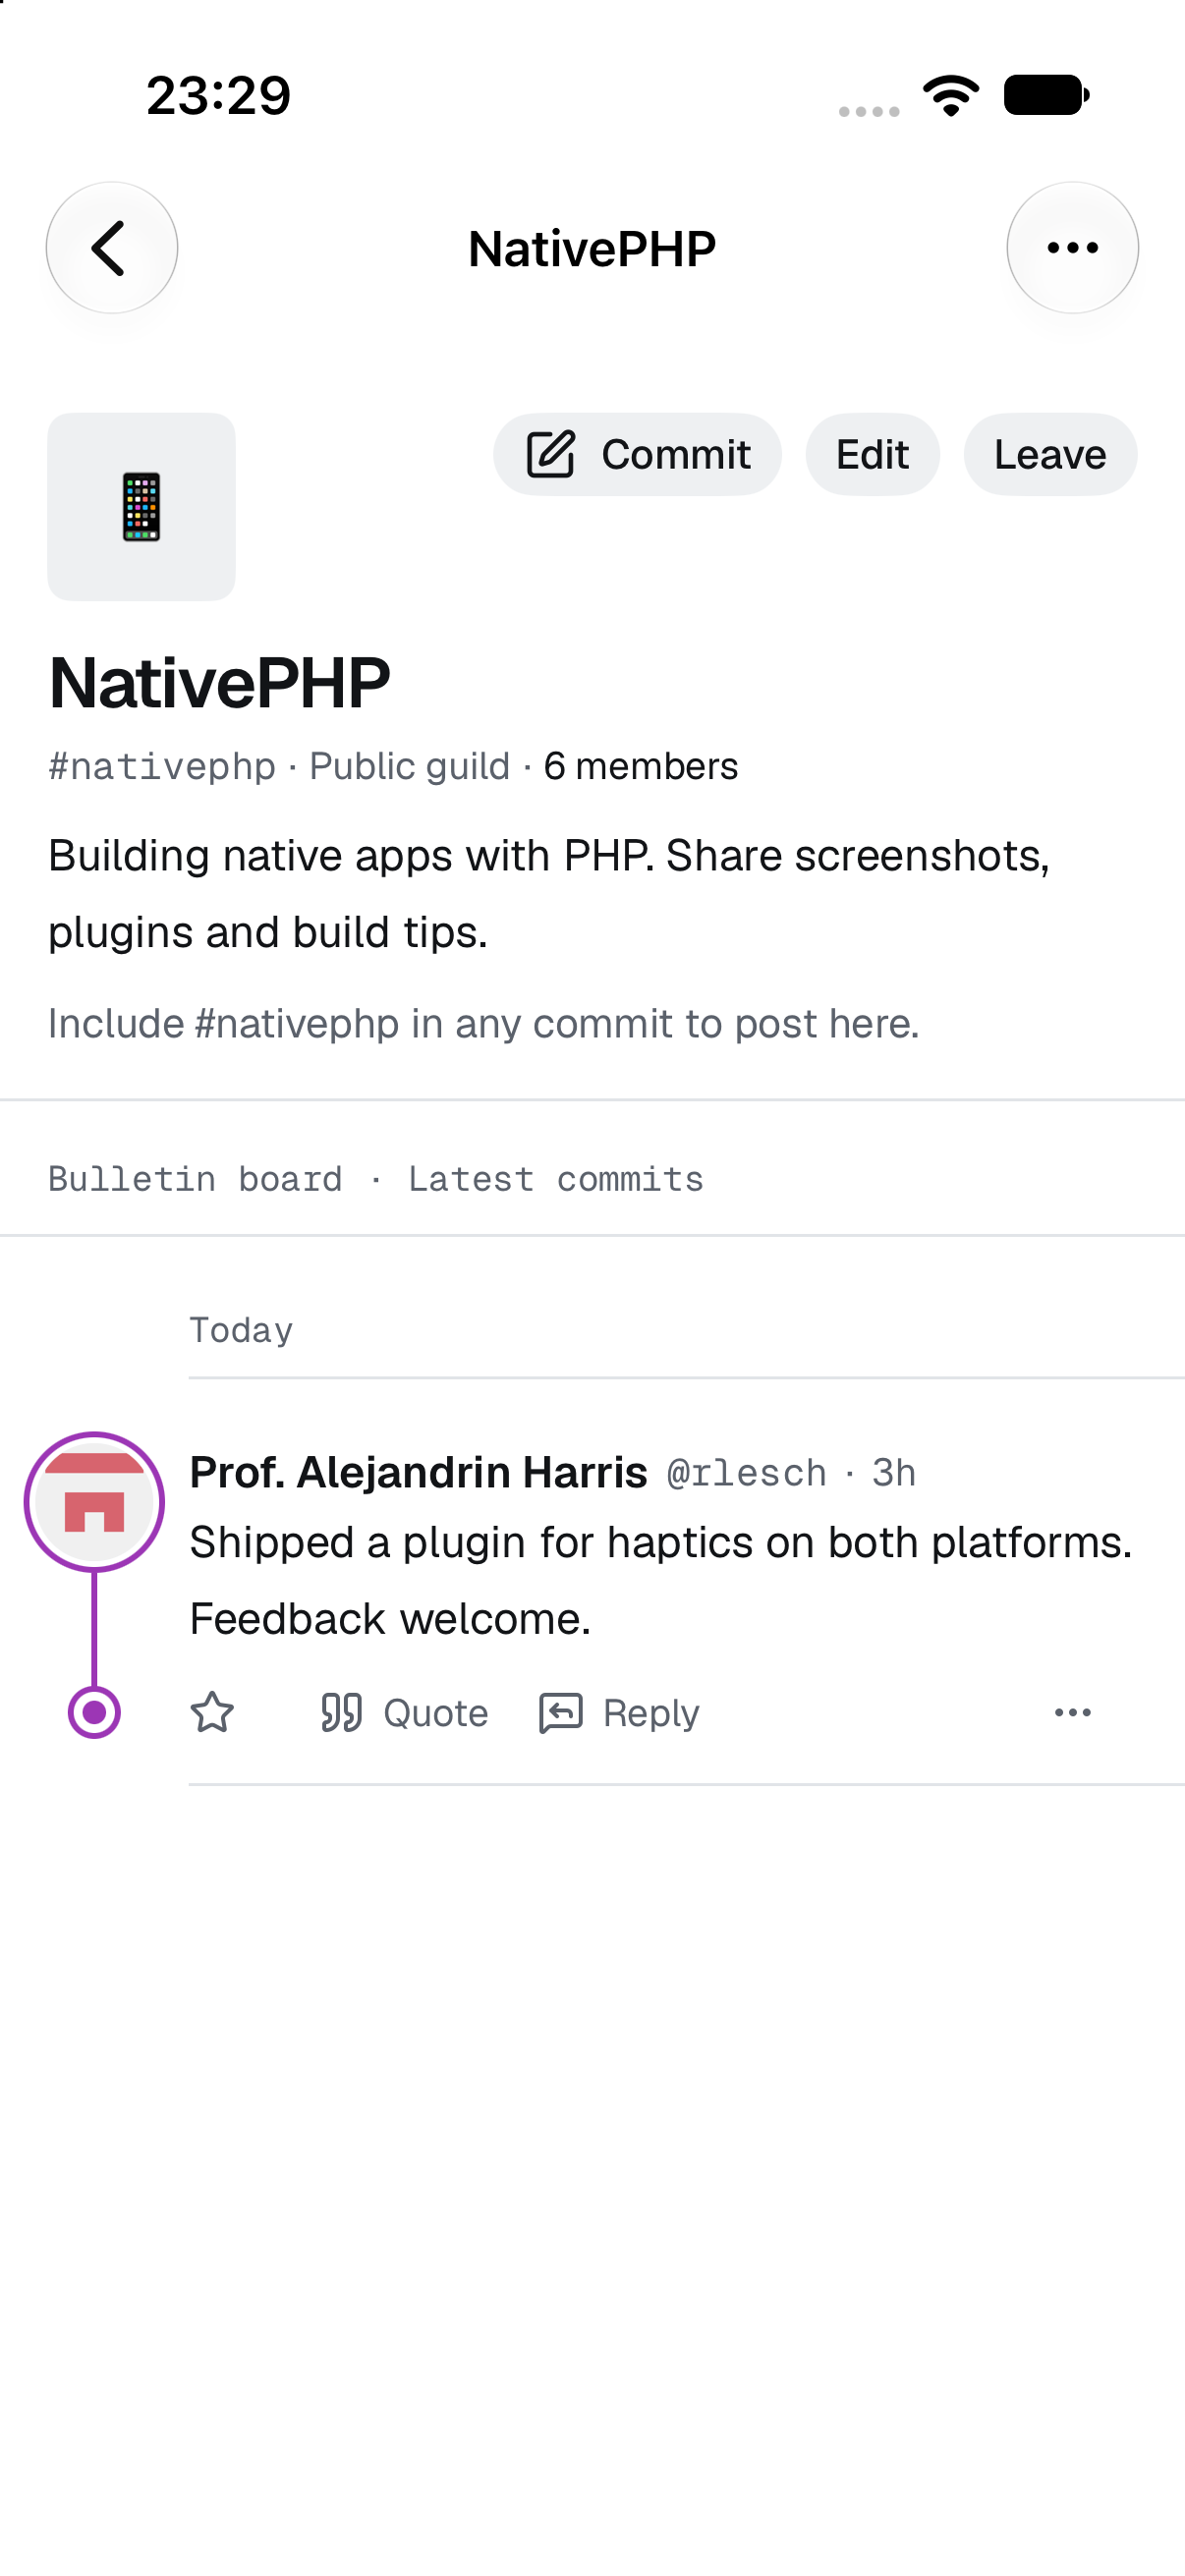 23:29
NativePHP
Commit
Edit
Leave
NativePHP
#nativephp · Public guild · 6 members
Building native apps with PHP. Share screenshots,
plugins and build tips.
Include #nativephp in any commit to post here.
Bulletin board · Latest commits
Today
Prof. Alejandrin Harris @rlesch · 3h
Shipped a plugin for haptics on both platforms.
Feedback welcome.
Quote
Reply